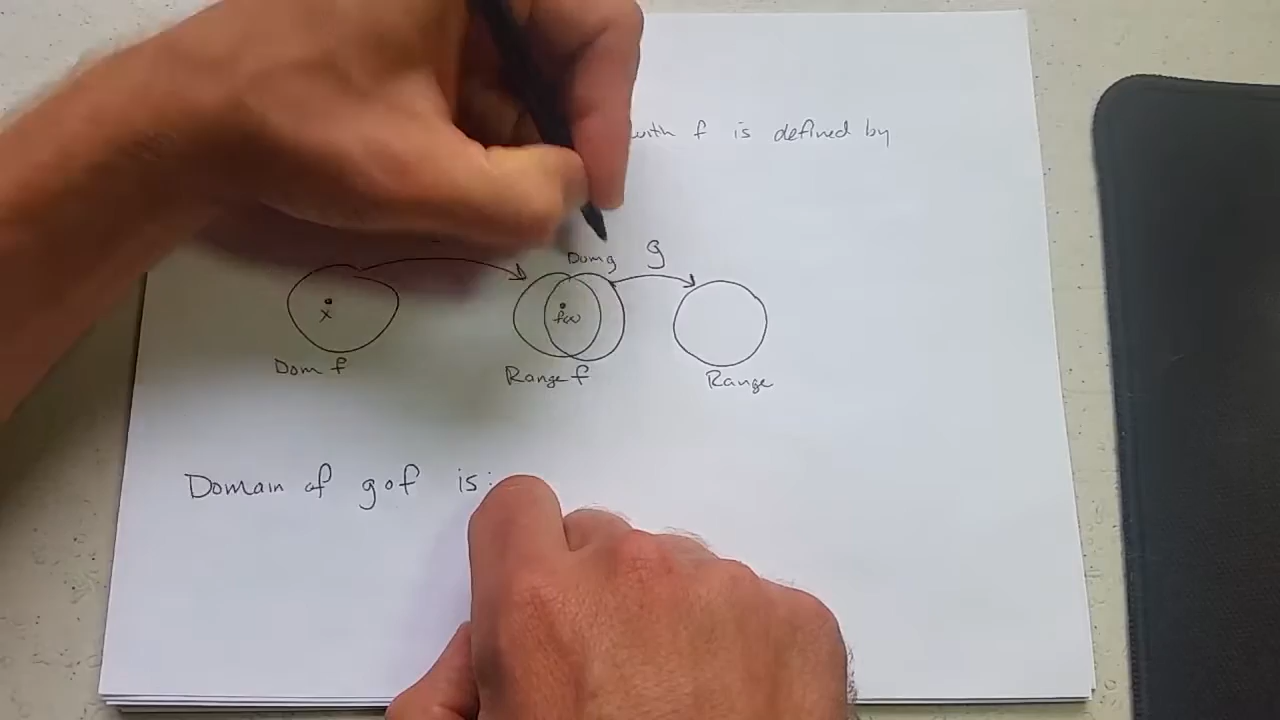 with f is defined by
Dom g
g
x
f(x)
Dom f
Range f
Range
Domain of g∘f is: